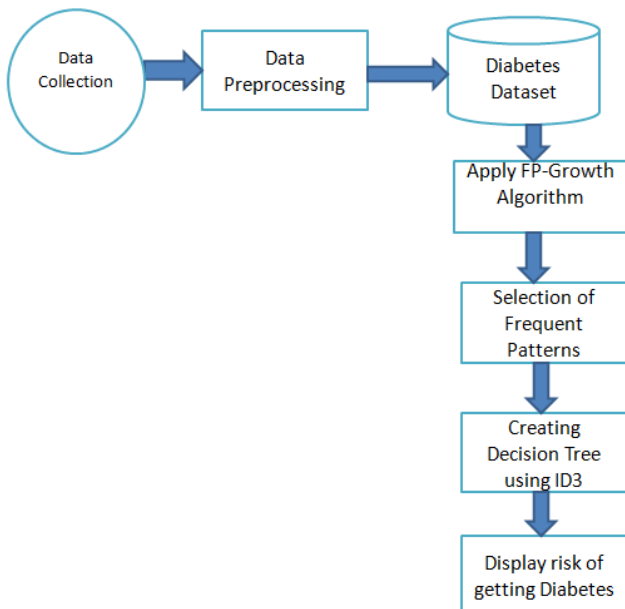 Data
Collection
Data
Preprocessing
Diabetes
Dataset
Apply FP-Growth
Algorithm
Selection of
Frequent
Patterns
Creating
Decision Tree
using ID3
Display risk of
getting Diabetes